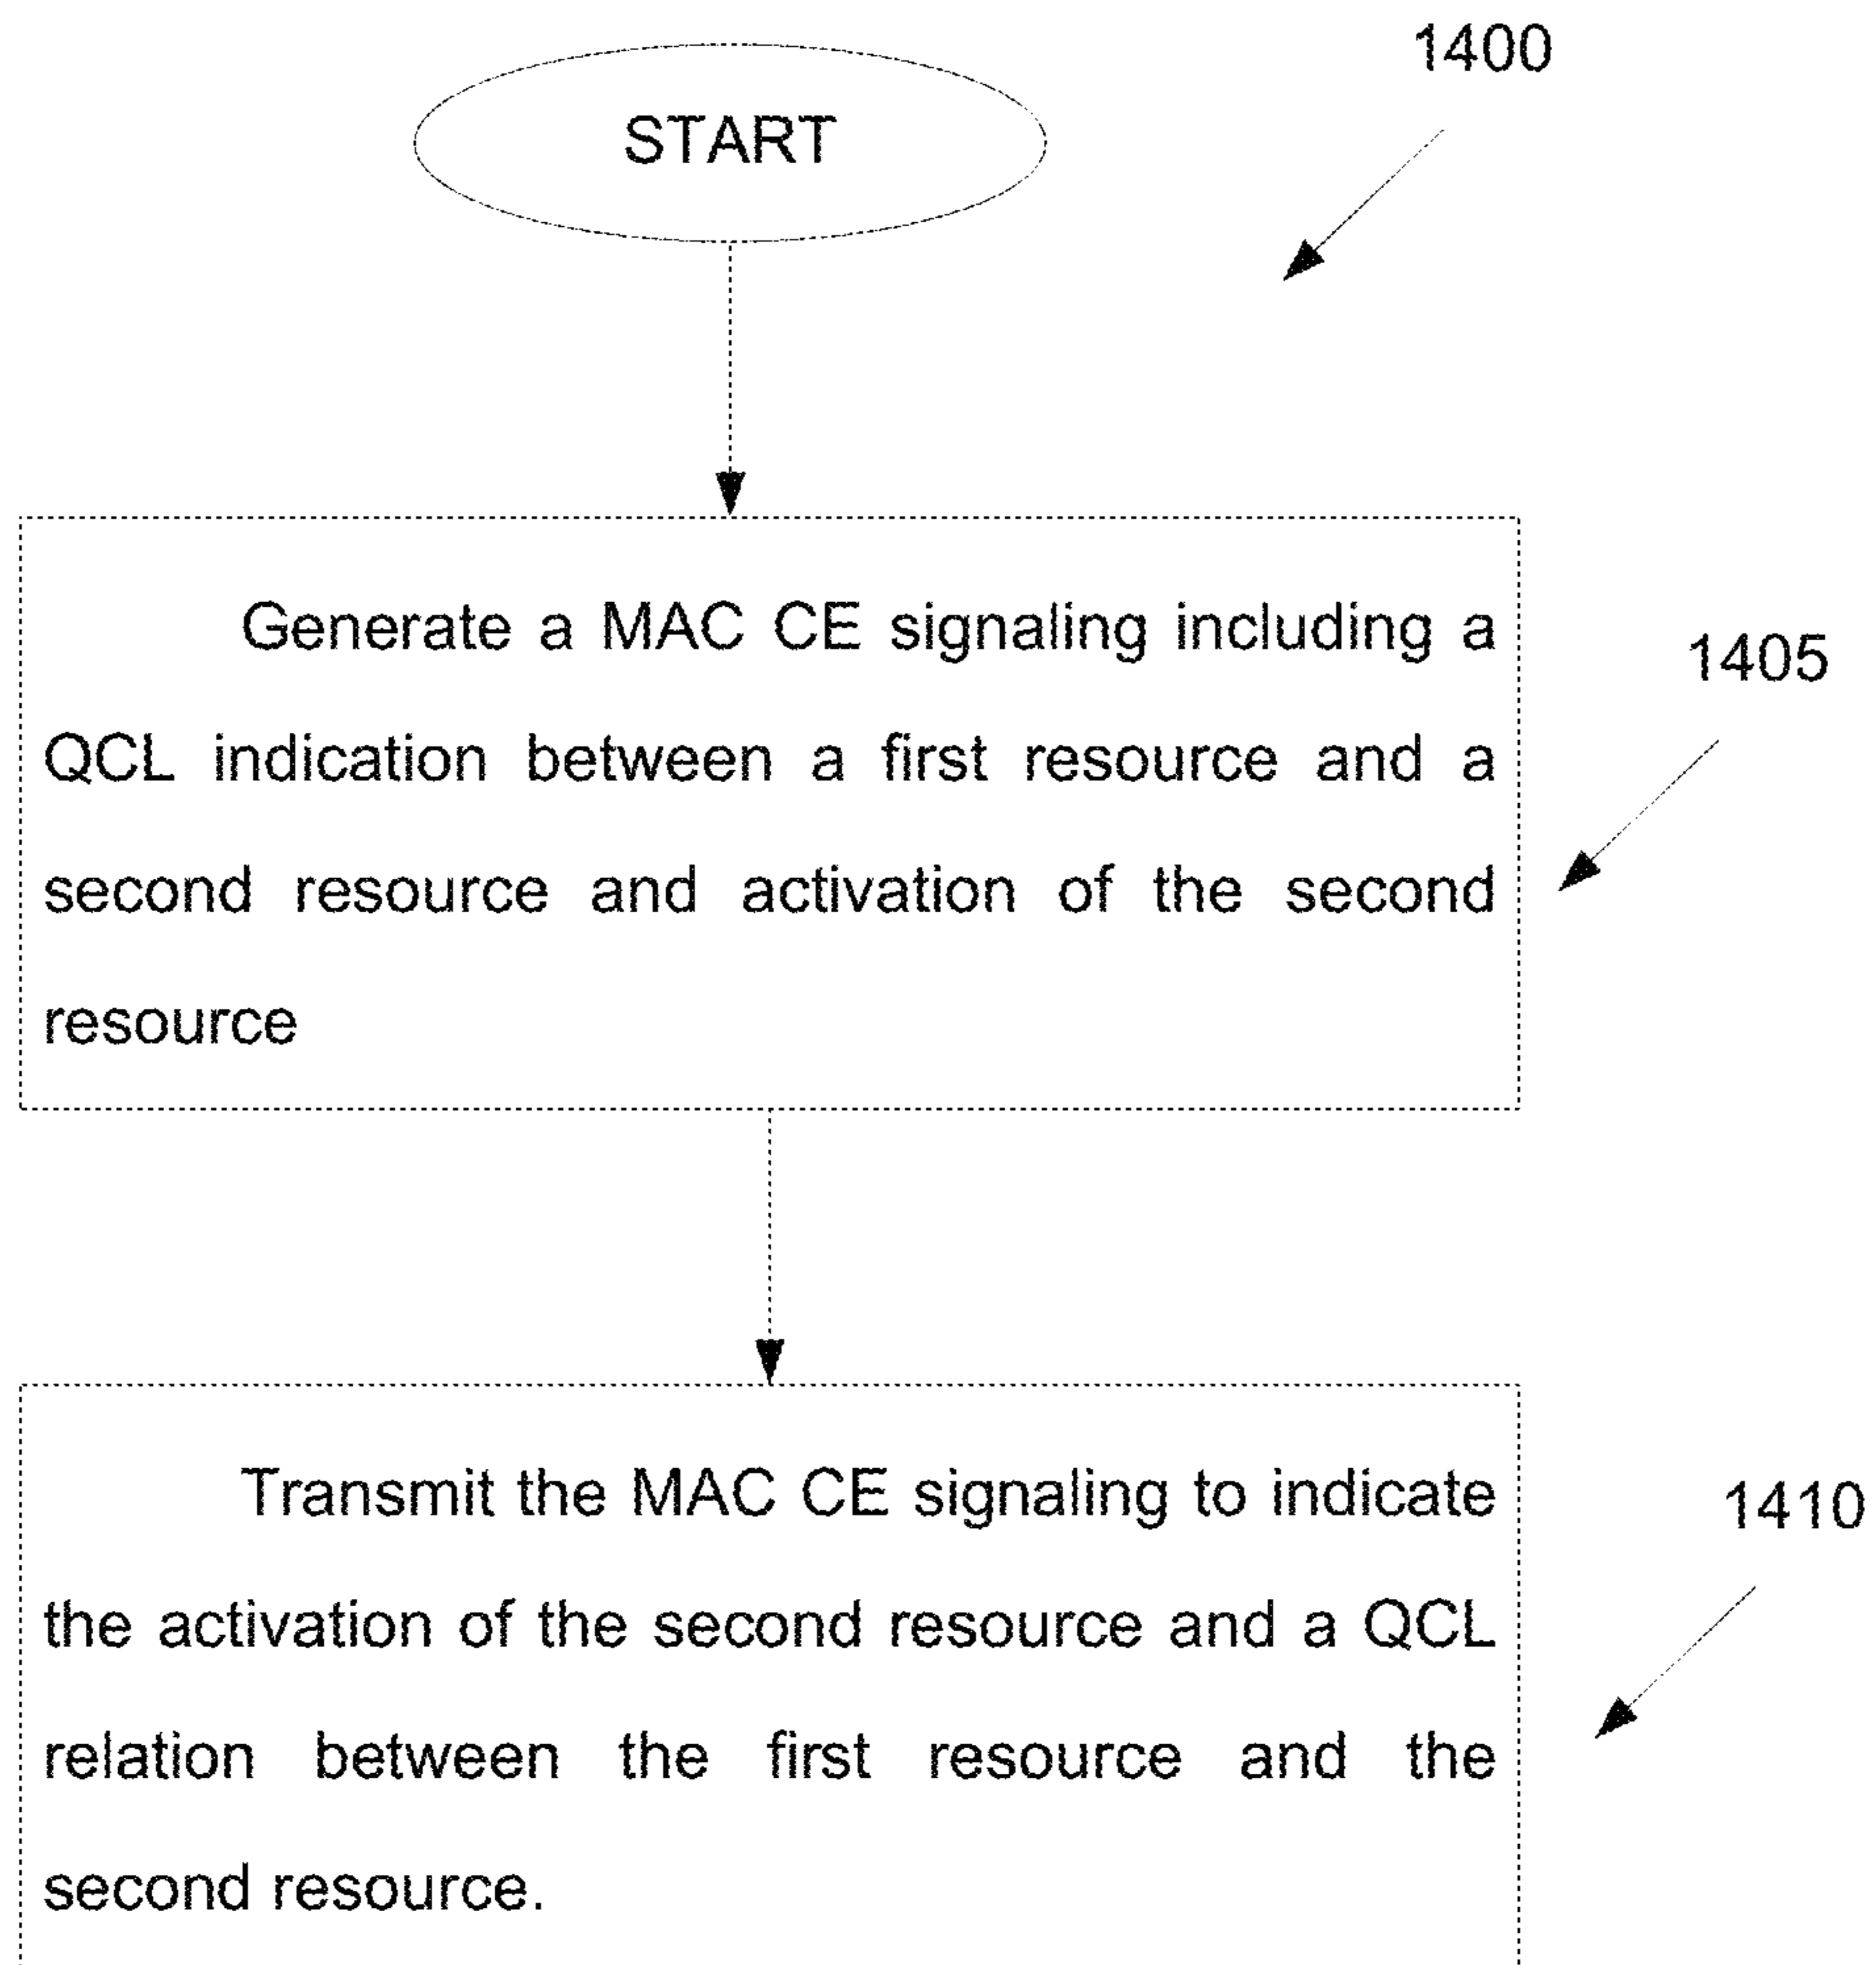 1400
START
Generate a MAC CE signaling including a
QCL indication between a first resource and a
second resource and activation of the second
resource
1405
Transmit the MAC CE signaling to indicate
the activation of the second resource and a QCL
relation between the first resource and the
second resource.
1410